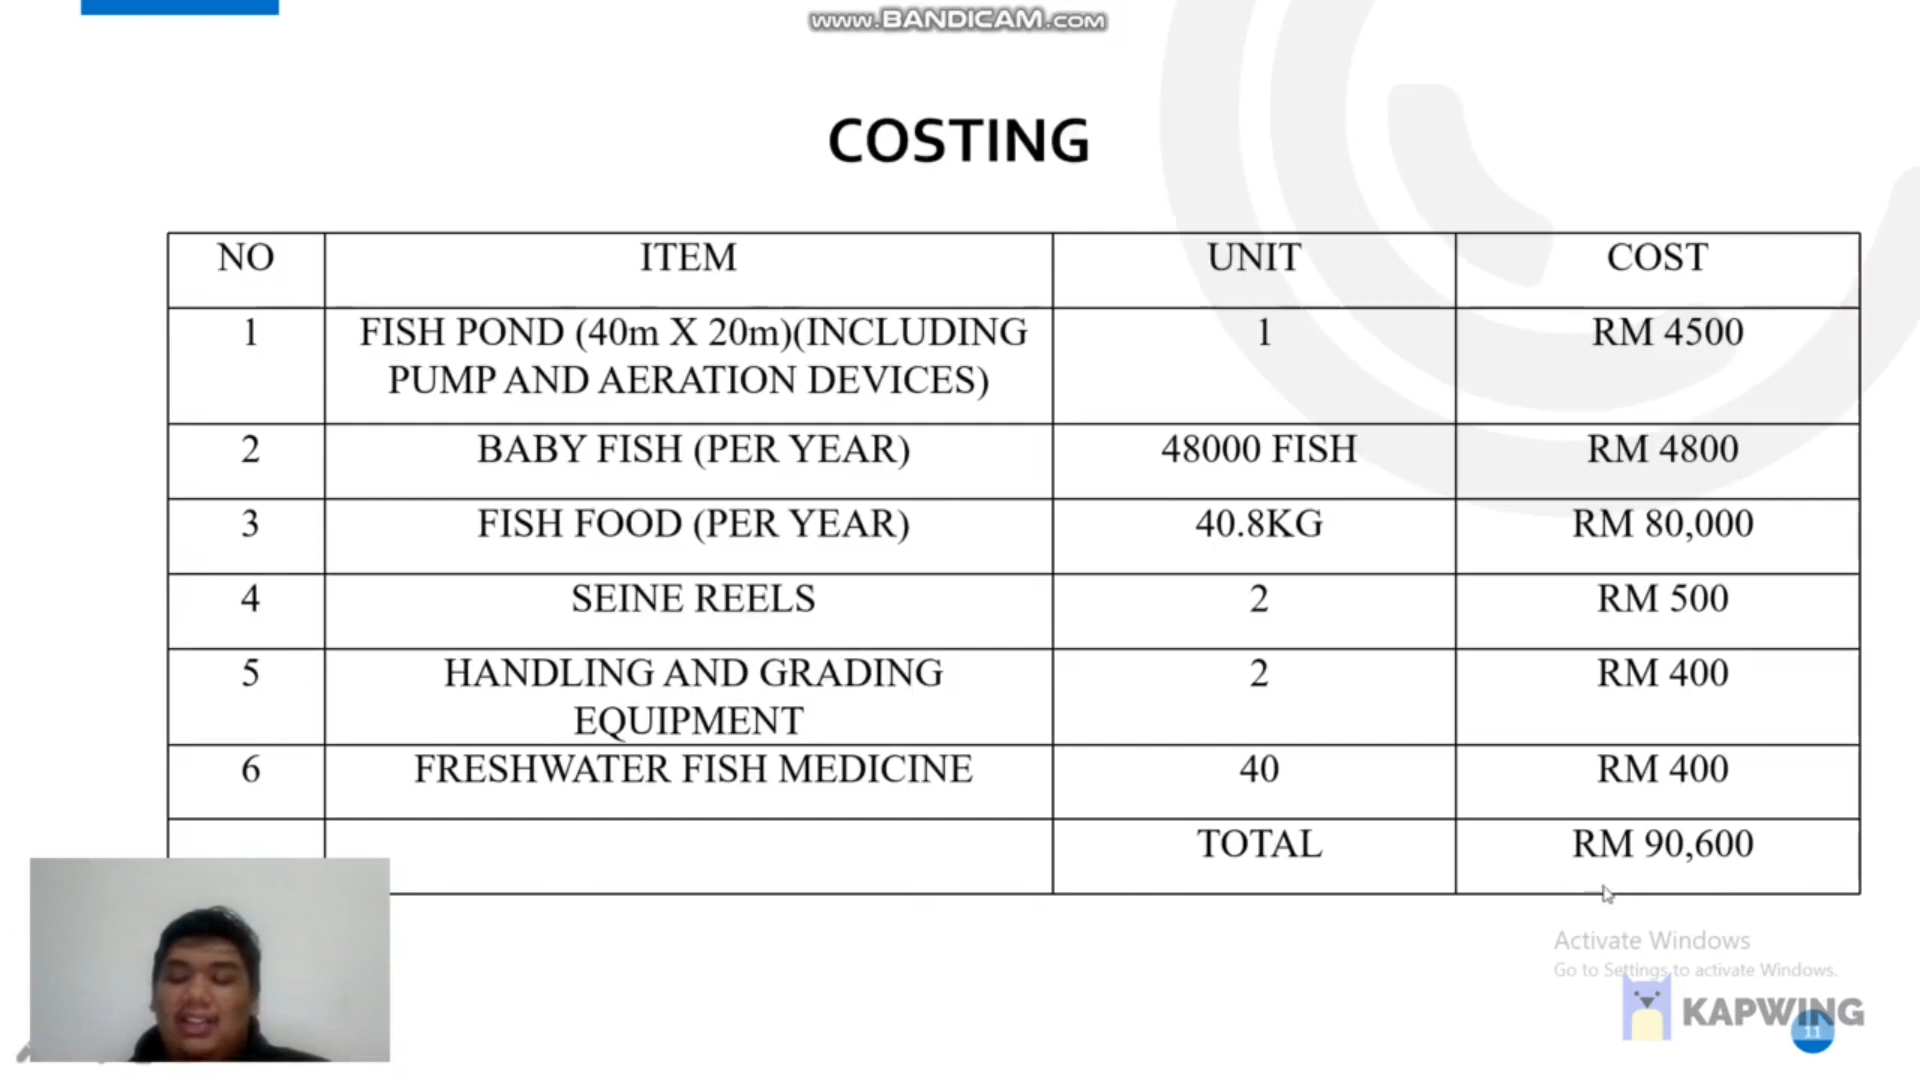 www.BANDICAM.com
COSTING
NO ITEM UNIT COST
1 FISH POND (40m X 20m)(INCLUDING PUMP AND AERATION DEVICES) 1 RM 4500
2 BABY FISH (PER YEAR) 48000 FISH RM 4800
3 FISH FOOD (PER YEAR) 40.8KG RM 80,000
4 SEINE REELS 2 RM 500
5 HANDLING AND GRADING EQUIPMENT 2 RM 400
6 FRESHWATER FISH MEDICINE 40 RM 400
TOTAL RM 90,600
Activate Windows
Go to Settings to activate Windows.
KAPWING
11